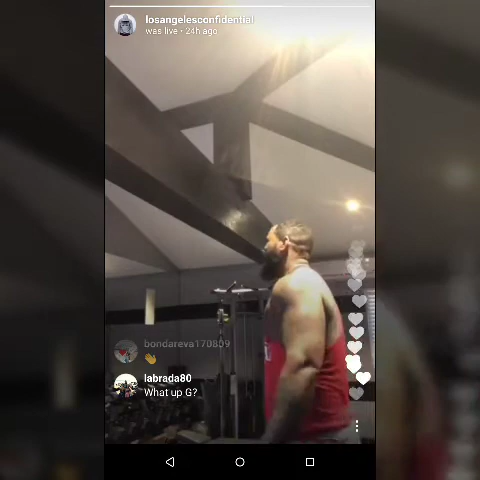 losangelesconfidential
was live • 24h ago
bondareva170809
👏
labrada80
What up G?